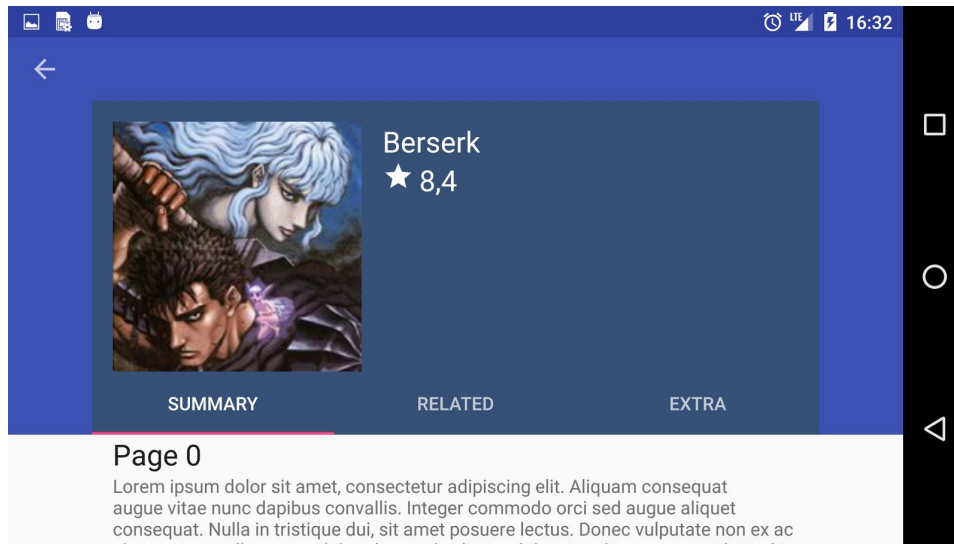 LTE 16:32
Berserk
★ 8,4
SUMMARY RELATED EXTRA
Page 0
Lorem ipsum dolor sit amet, consectetur adipiscing elit. Aliquam consequat
augue vitae nunc dapibus convallis. Integer commodo orci sed augue aliquet
consequat. Nulla in tristique dui, sit amet posuere lectus. Donec vulputate non ex ac